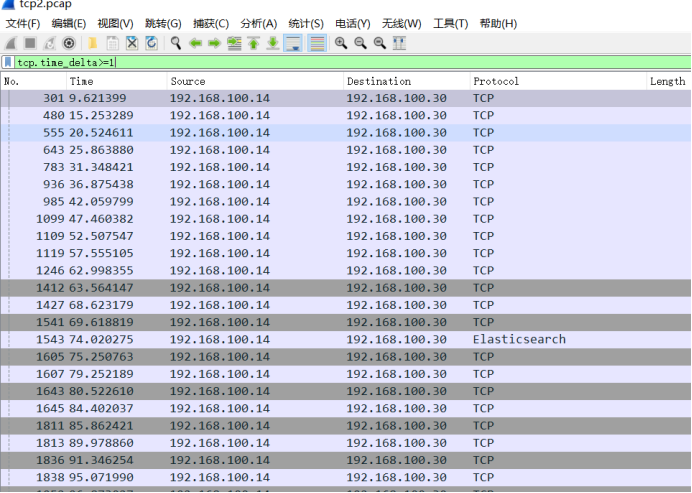 tcp2.pcap
文件(F) 编辑(E) 视图(V) 跳转(G) 捕获(C) 分析(A) 统计(S) 电话(Y) 无线(W) 工具(T) 帮助(H)
tcp.time_delta>=1
No. Time Source Destination Protocol Length
301 9.621399 192.168.100.14 192.168.100.30 TCP
480 15.253289 192.168.100.14 192.168.100.30 TCP
555 20.524611 192.168.100.14 192.168.100.30 TCP
643 25.863880 192.168.100.14 192.168.100.30 TCP
783 31.348421 192.168.100.14 192.168.100.30 TCP
936 36.875438 192.168.100.14 192.168.100.30 TCP
985 42.059799 192.168.100.14 192.168.100.30 TCP
1099 47.460382 192.168.100.14 192.168.100.30 TCP
1109 52.507547 192.168.100.14 192.168.100.30 TCP
1119 57.555105 192.168.100.14 192.168.100.30 TCP
1246 62.998355 192.168.100.14 192.168.100.30 TCP
1412 63.564147 192.168.100.14 192.168.100.30 TCP
1427 68.623179 192.168.100.14 192.168.100.30 TCP
1541 69.618819 192.168.100.14 192.168.100.30 TCP
1543 74.020275 192.168.100.14 192.168.100.30 Elasticsearch
1605 75.250763 192.168.100.14 192.168.100.30 TCP
1607 79.252189 192.168.100.14 192.168.100.30 TCP
1643 80.522610 192.168.100.14 192.168.100.30 TCP
1645 84.402037 192.168.100.14 192.168.100.30 TCP
1811 85.862421 192.168.100.14 192.168.100.30 TCP
1813 89.978860 192.168.100.14 192.168.100.30 TCP
1836 91.346254 192.168.100.14 192.168.100.30 TCP
1838 95.071990 192.168.100.14 192.168.100.30 TCP